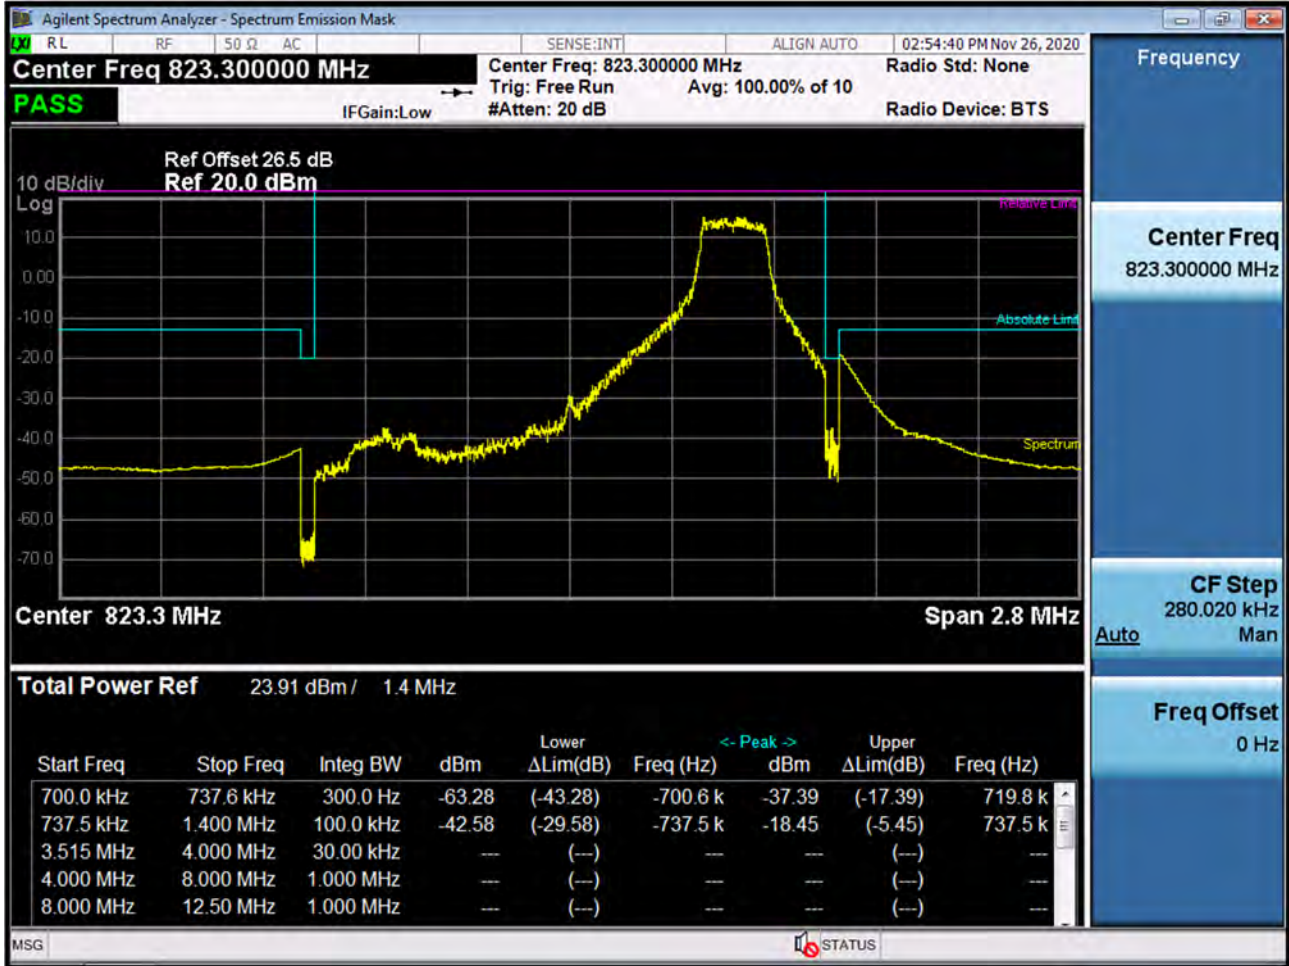 Agilent Spectrum Analyzer - Spectrum Emission Mask
LXI RL RF 50 Ω AC SENSE:INT ALIGN AUTO 02:54:40 PM Nov 26, 2020
Center Freq 823.300000 MHz
Center Freq: 823.300000 MHz Radio Std: None
Trig: Free Run Avg: 100.00% of 10
PASS IFGain:Low #Atten: 20 dB Radio Device: BTS
Ref Offset 26.5 dB
10 dB/div Ref 20.0 dBm
Log
Relative Limit
10.0
0.00
-10.0
Absolute Limit
-20.0
-30.0
-40.0
Spectrum
-50.0
-60.0
-70.0
Center 823.3 MHz Span 2.8 MHz
Total Power Ref 23.91 dBm / 1.4 MHz
Lower <- Peak -> Upper
Start Freq Stop Freq Integ BW dBm ΔLim(dB) Freq (Hz) dBm ΔLim(dB) Freq (Hz)
700.0 kHz 737.6 kHz 300.0 Hz -63.28 (-43.28) -700.6 k -37.39 (-17.39) 719.8 k
737.5 kHz 1.400 MHz 100.0 kHz -42.58 (-29.58) -737.5 k -18.45 (-5.45) 737.5 k
3.515 MHz 4.000 MHz 30.00 kHz --- (---) --- --- (---) ---
4.000 MHz 8.000 MHz 1.000 MHz --- (---) --- --- (---) ---
8.000 MHz 12.50 MHz 1.000 MHz --- (---) --- --- (---) ---
MSG STATUS
Frequency
Center Freq
823.300000 MHz
CF Step
280.020 kHz
Auto Man
Freq Offset
0 Hz